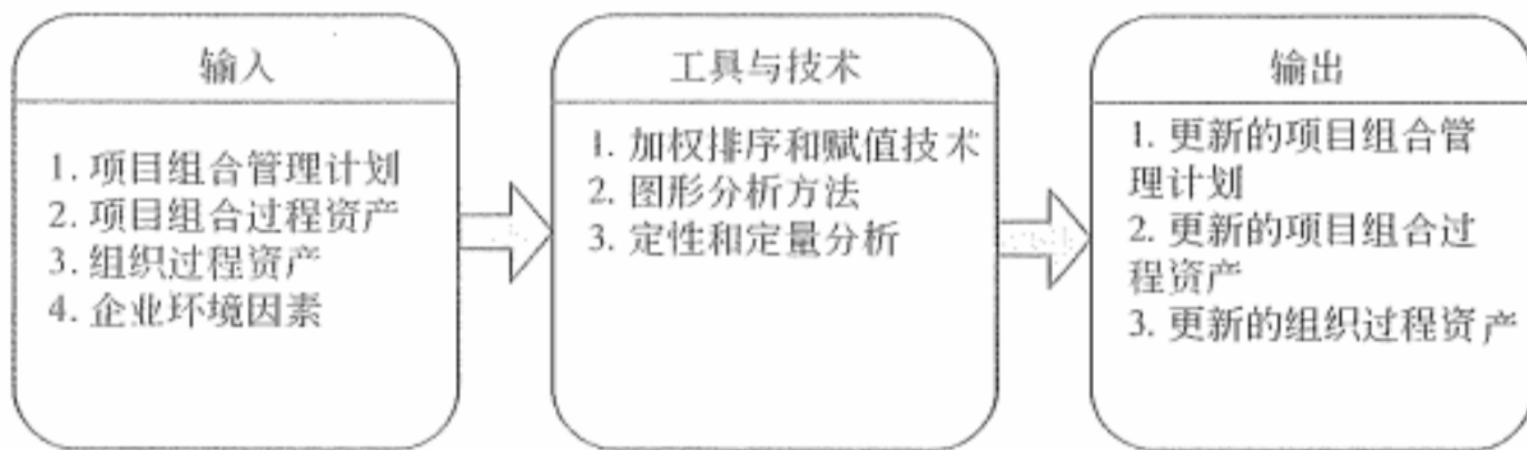 输入
1. 项目组合管理计划
2. 项目组合过程资产
3. 组织过程资产
4. 企业环境因素
工具与技术
1. 加权排序和赋值技术
2. 图形分析方法
3. 定性和定量分析
输出
1. 更新的项目组合管
理计划
2. 更新的项目组合过
程资产
3. 更新的组织过程资产